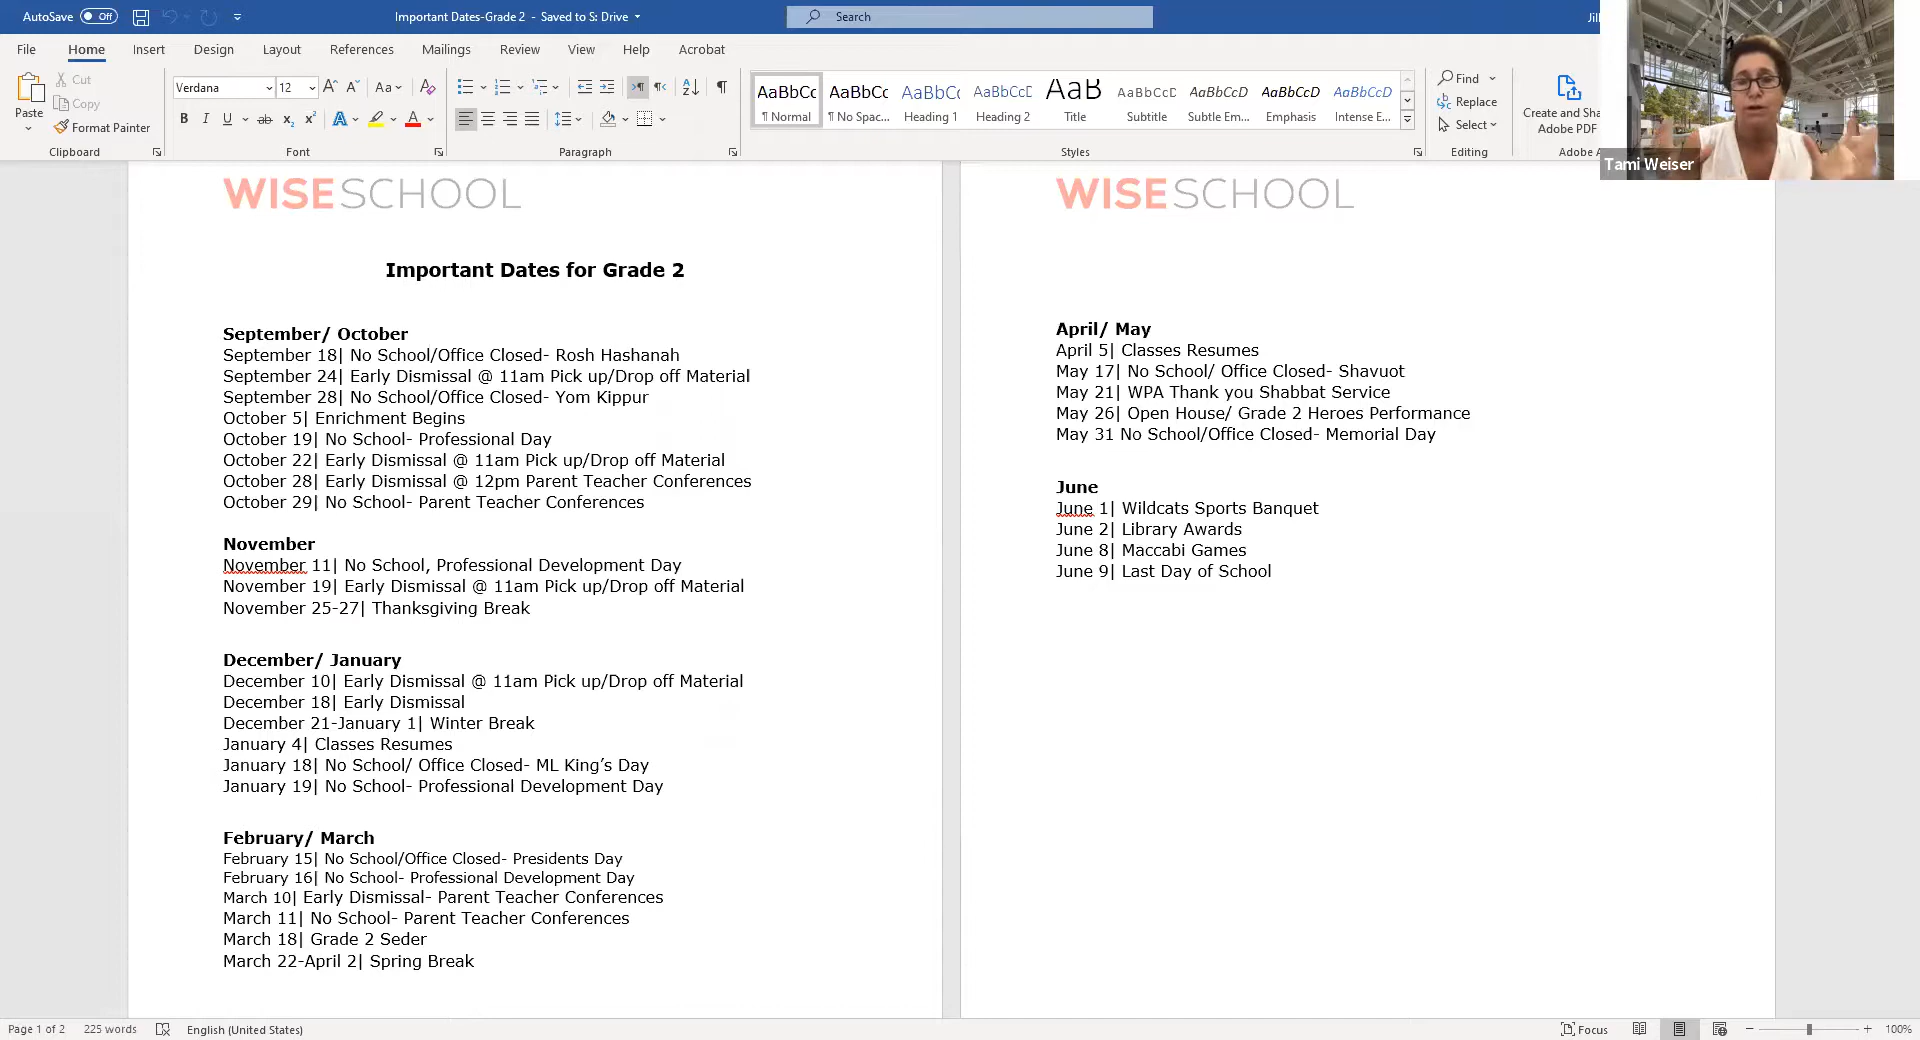 AutoSave Off Important Dates-Grade 2 - Saved to S: Drive Search Jill
File Home Insert Design Layout References Mailings Review View Help Acrobat
Paste
Cut
Copy
Format Painter
Clipboard
Verdana 12
Font
Paragraph
AaBbCc AaBbCc AaBbCc AaBbCcD AaB AaBbCcD AaBbCcD AaBbCcD AaBbCcD
¶ Normal ¶ No Spac... Heading 1 Heading 2 Title Subtitle Subtle Em... Emphasis Intense E...
Styles
Find
Replace
Select
Editing
Create and Sha
Adobe PDF
Adobe A
Tami Weiser
WISESCHOOL
Important Dates for Grade 2
September/ October
September 18| No School/Office Closed- Rosh Hashanah
September 24| Early Dismissal @ 11am Pick up/Drop off Material
September 28| No School/Office Closed- Yom Kippur
October 5| Enrichment Begins
October 19| No School- Professional Day
October 22| Early Dismissal @ 11am Pick up/Drop off Material
October 28| Early Dismissal @ 12pm Parent Teacher Conferences
October 29| No School- Parent Teacher Conferences
November
November 11| No School, Professional Development Day
November 19| Early Dismissal @ 11am Pick up/Drop off Material
November 25-27| Thanksgiving Break
December/ January
December 10| Early Dismissal @ 11am Pick up/Drop off Material
December 18| Early Dismissal
December 21-January 1| Winter Break
January 4| Classes Resumes
January 18| No School/ Office Closed- ML King’s Day
January 19| No School- Professional Development Day
February/ March
February 15| No School/Office Closed- Presidents Day
February 16| No School- Professional Development Day
March 10| Early Dismissal- Parent Teacher Conferences
March 11| No School- Parent Teacher Conferences
March 18| Grade 2 Seder
March 22-April 2| Spring Break
WISESCHOOL
April/ May
April 5| Classes Resumes
May 17| No School/ Office Closed- Shavuot
May 21| WPA Thank you Shabbat Service
May 26| Open House/ Grade 2 Heroes Performance
May 31 No School/Office Closed- Memorial Day
June
June 1| Wildcats Sports Banquet
June 2| Library Awards
June 8| Maccabi Games
June 9| Last Day of School
Page 1 of 2 225 words English (United States) Focus 100%